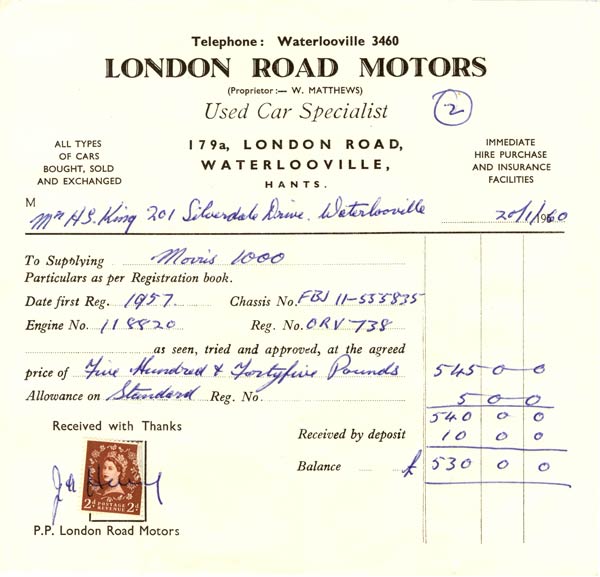 Telephone: Waterlooville 3460
LONDON ROAD MOTORS
(Proprietor:— W. MATTHEWS)
Used Car Specialist
2
ALL TYPES
OF CARS
BOUGHT, SOLD
AND EXCHANGED
179a, LONDON ROAD,
WATERLOOVILLE,
HANTS.
IMMEDIATE
HIRE PURCHASE
AND INSURANCE
FACILITIES
M
Mr H.S. King 201 Silverdale Drive. Waterlooville 20/1/1960
To Supplying Morris 1000
Particulars as per Registration book.
Date first Reg. 1957. Chassis No. FBJ 11-555835
Engine No. 118820 Reg. No. ORV 738
as seen, tried and approved, at the agreed
price of Five Hundred & Fortyfive Pounds 545 0 0
Allowance on Standard Reg. No. 5 0 0
540 0 0
Received with Thanks
Received by deposit 10 0 0
Balance £ 530 0 0
2D POSTAGE REVENUE 2D
P.P. London Road Motors